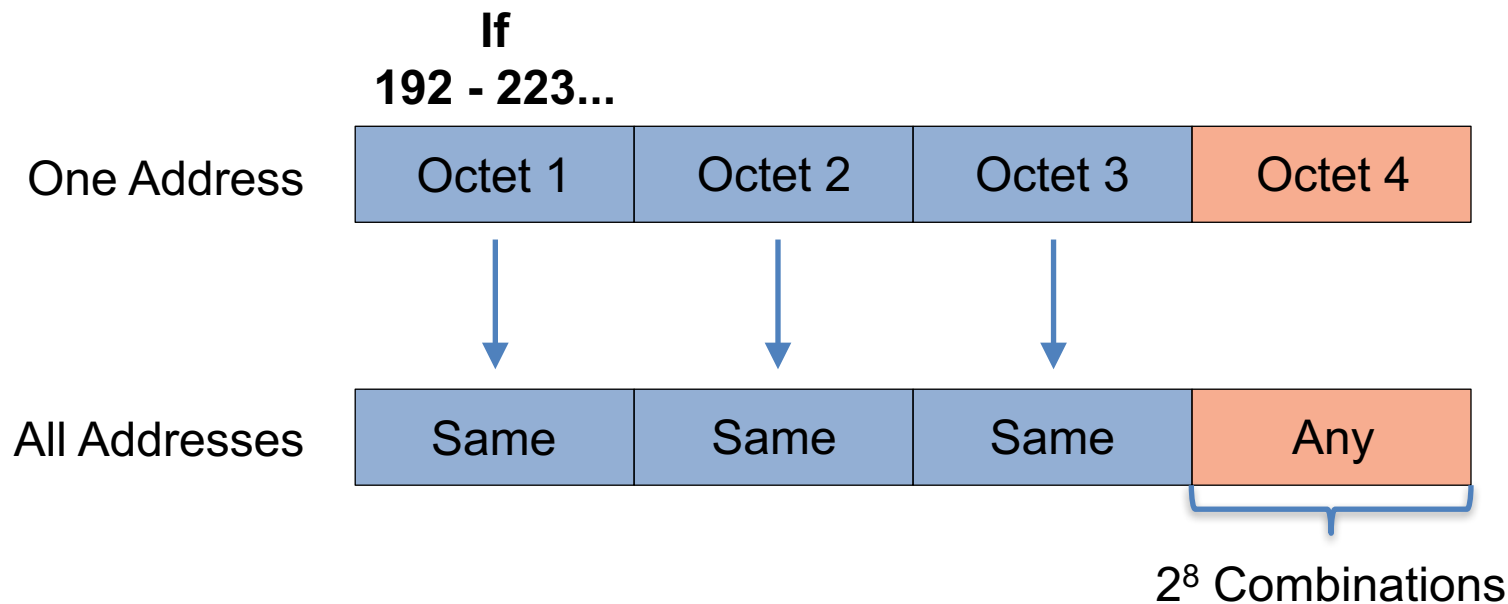 If
192 - 223...
One Address Octet 1 Octet 2 Octet 3 Octet 4
All Addresses Same Same Same Any
2⁸ Combinations